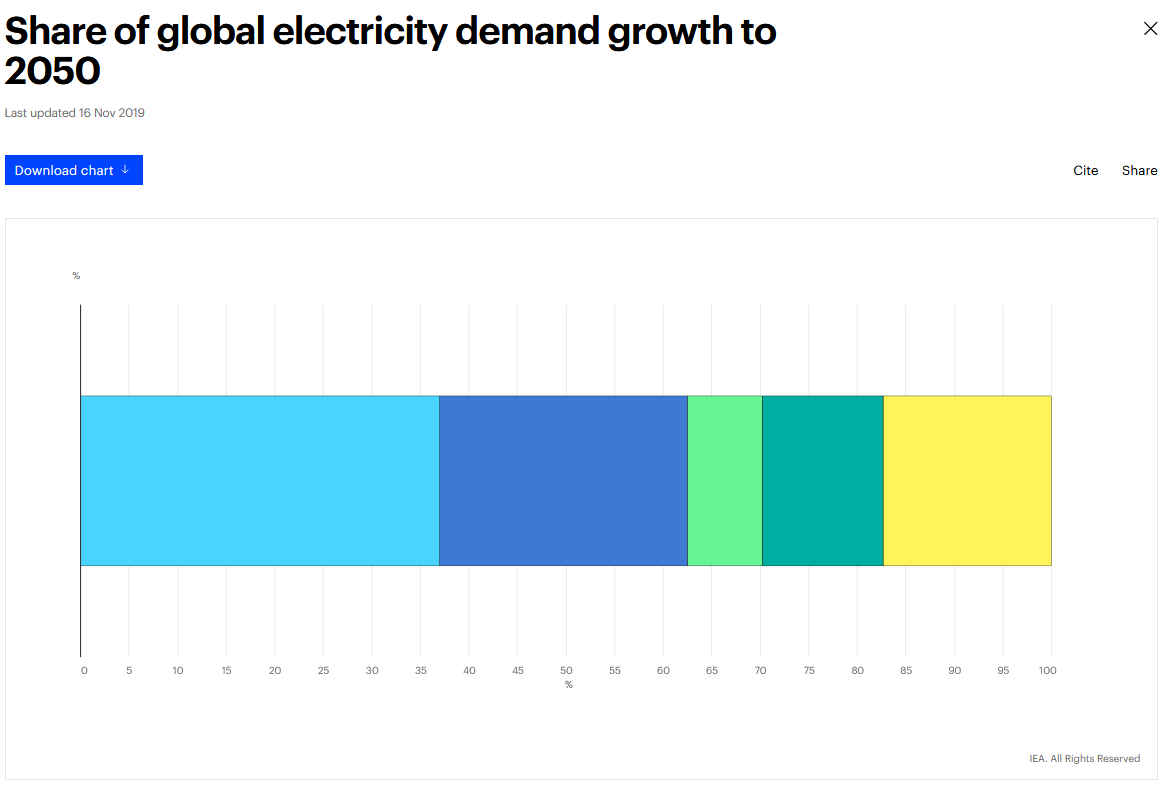 Share of global electricity demand growth to
2050
Last updated 16 Nov 2019
Download chart ↓
Cite Share
%
0 5 10 15 20 25 30 35 40 45 50 55 60 65 70 75 80 85 90 95 100
%
IEA. All Rights Reserved